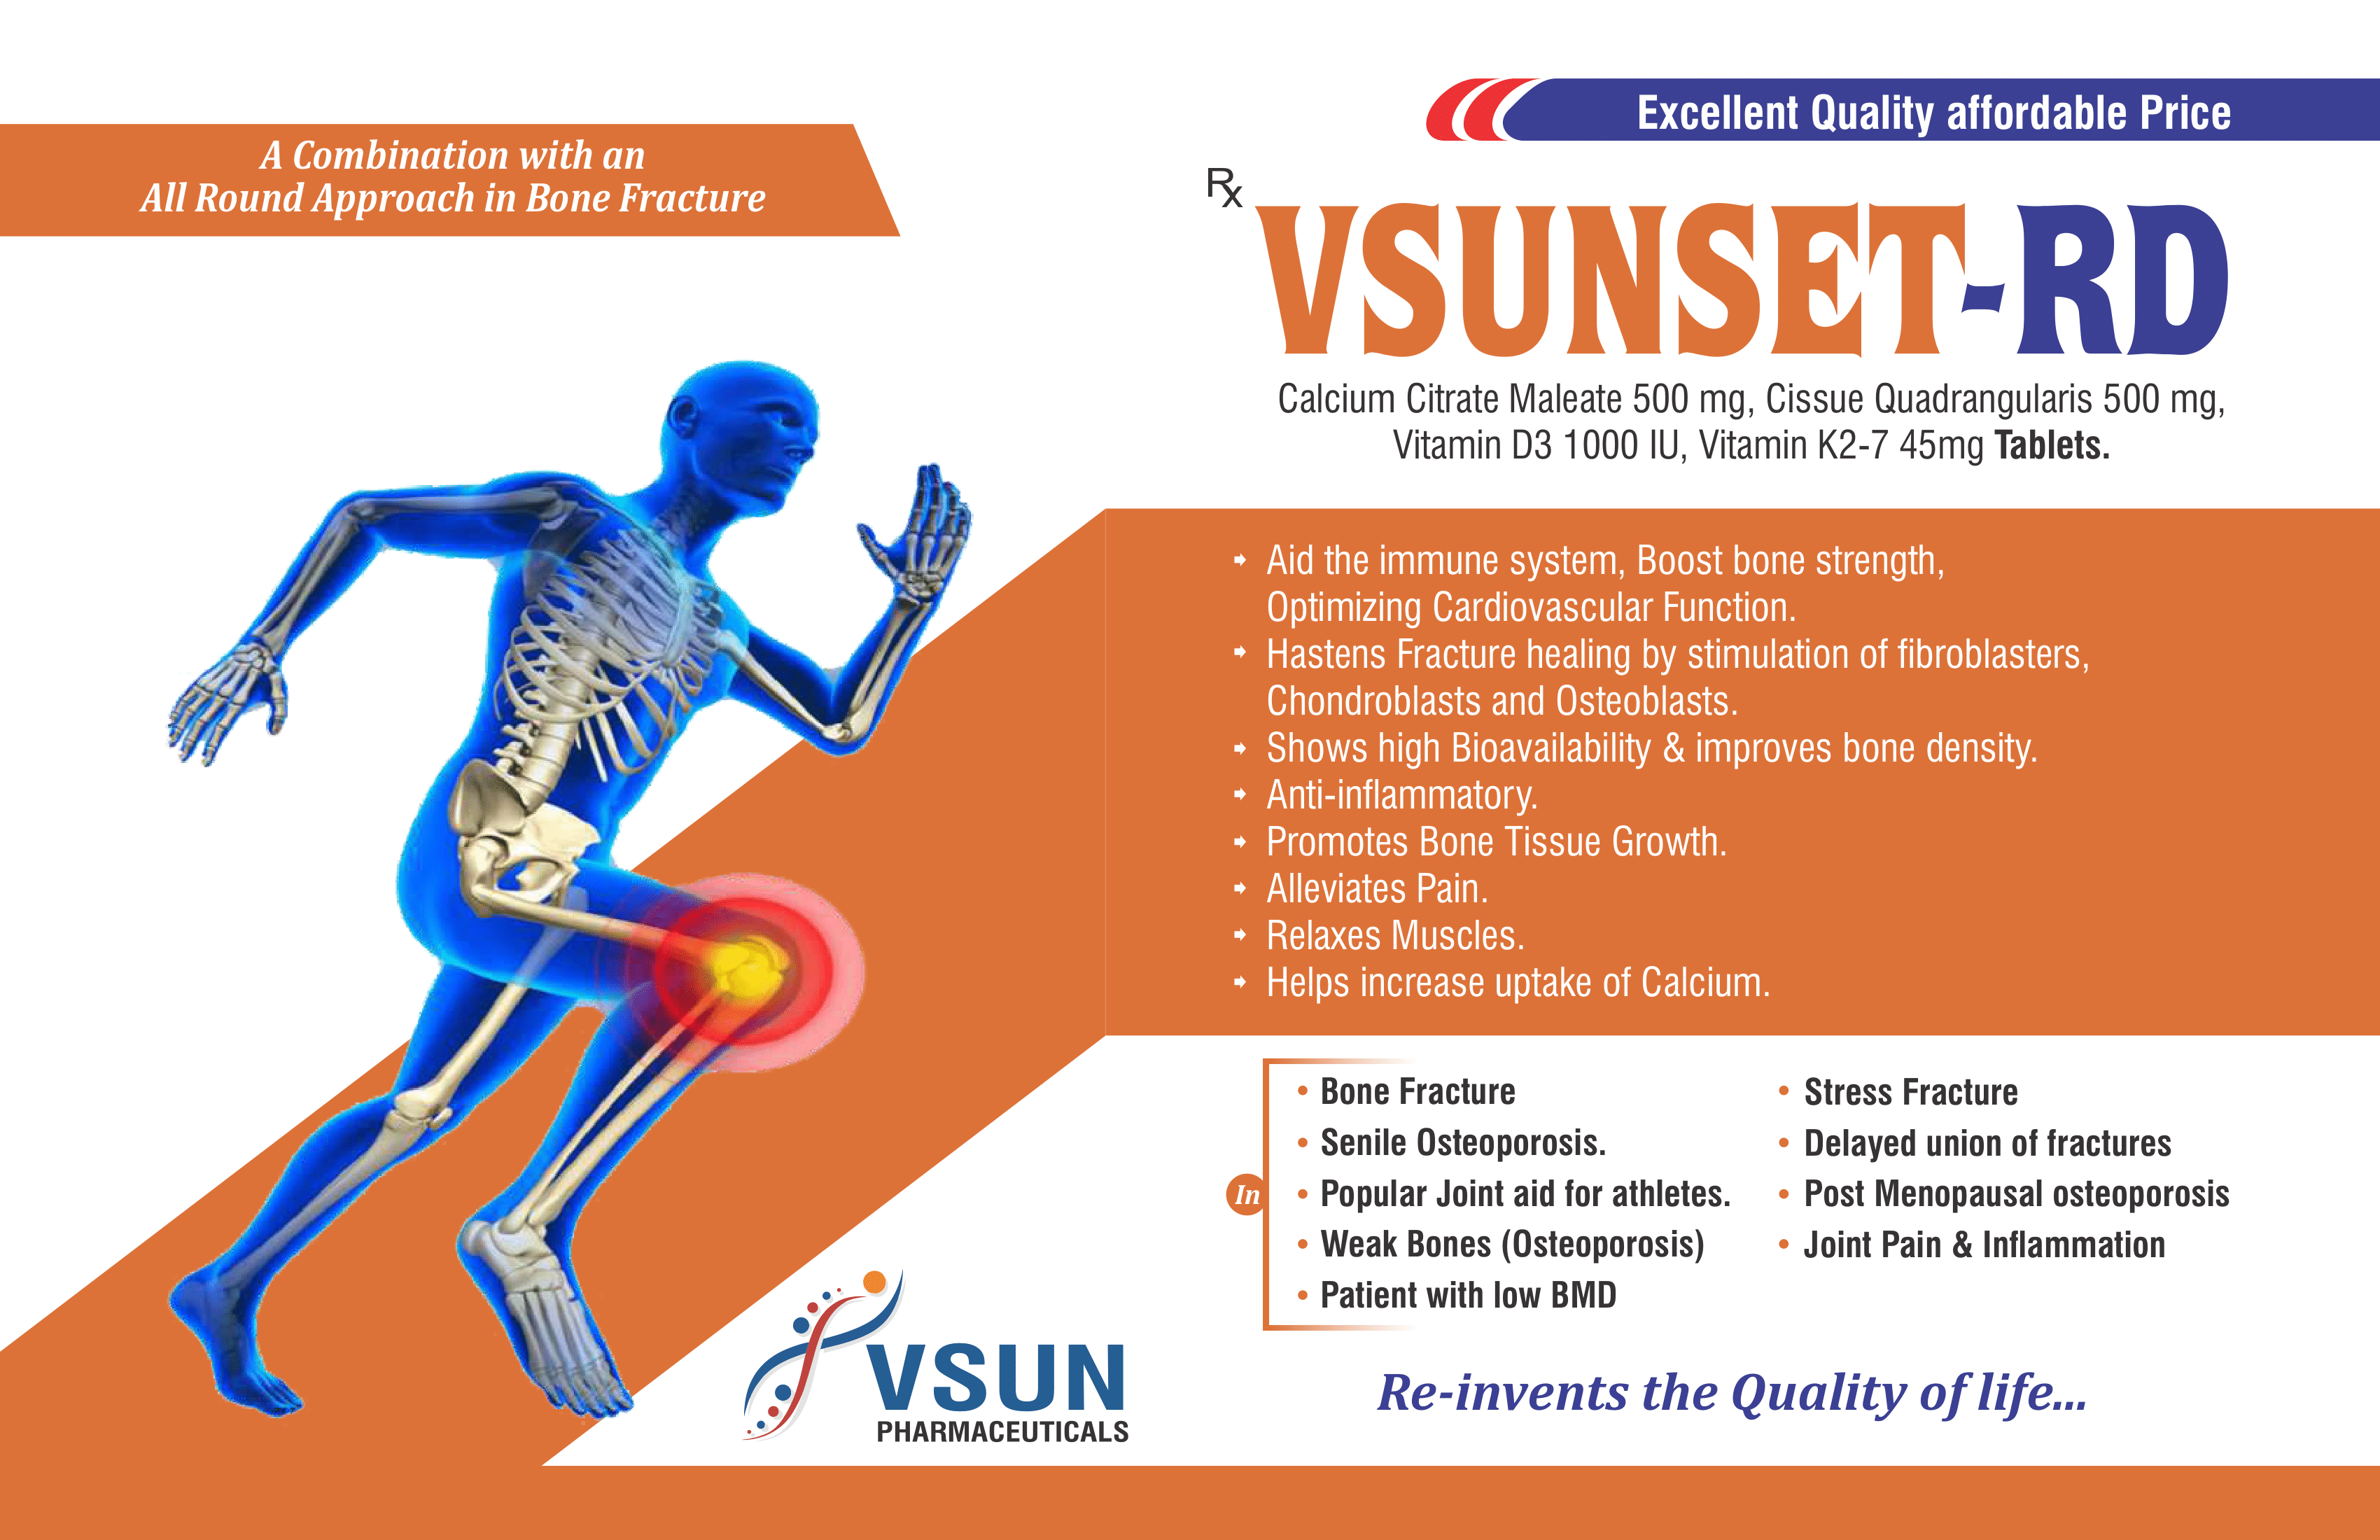 A Combination with an
All Round Approach in Bone Fracture
Excellent Quality affordable Price
Rx
VSUNSET-RD
Calcium Citrate Maleate 500 mg, Cissue Quadrangularis 500 mg,
Vitamin D3 1000 IU, Vitamin K2-7 45mg Tablets.
Aid the immune system, Boost bone strength,
Optimizing Cardiovascular Function.
Hastens Fracture healing by stimulation of fibroblasters,
Chondroblasts and Osteoblasts.
Shows high Bioavailability & improves bone density.
Anti-inflammatory.
Promotes Bone Tissue Growth.
Alleviates Pain.
Relaxes Muscles.
Helps increase uptake of Calcium.
In
• Bone Fracture
• Senile Osteoporosis.
• Popular Joint aid for athletes.
• Weak Bones (Osteoporosis)
• Patient with low BMD
• Stress Fracture
• Delayed union of fractures
• Post Menopausal osteoporosis
• Joint Pain & Inflammation
VSUN
PHARMACEUTICALS
Re-invents the Quality of life...